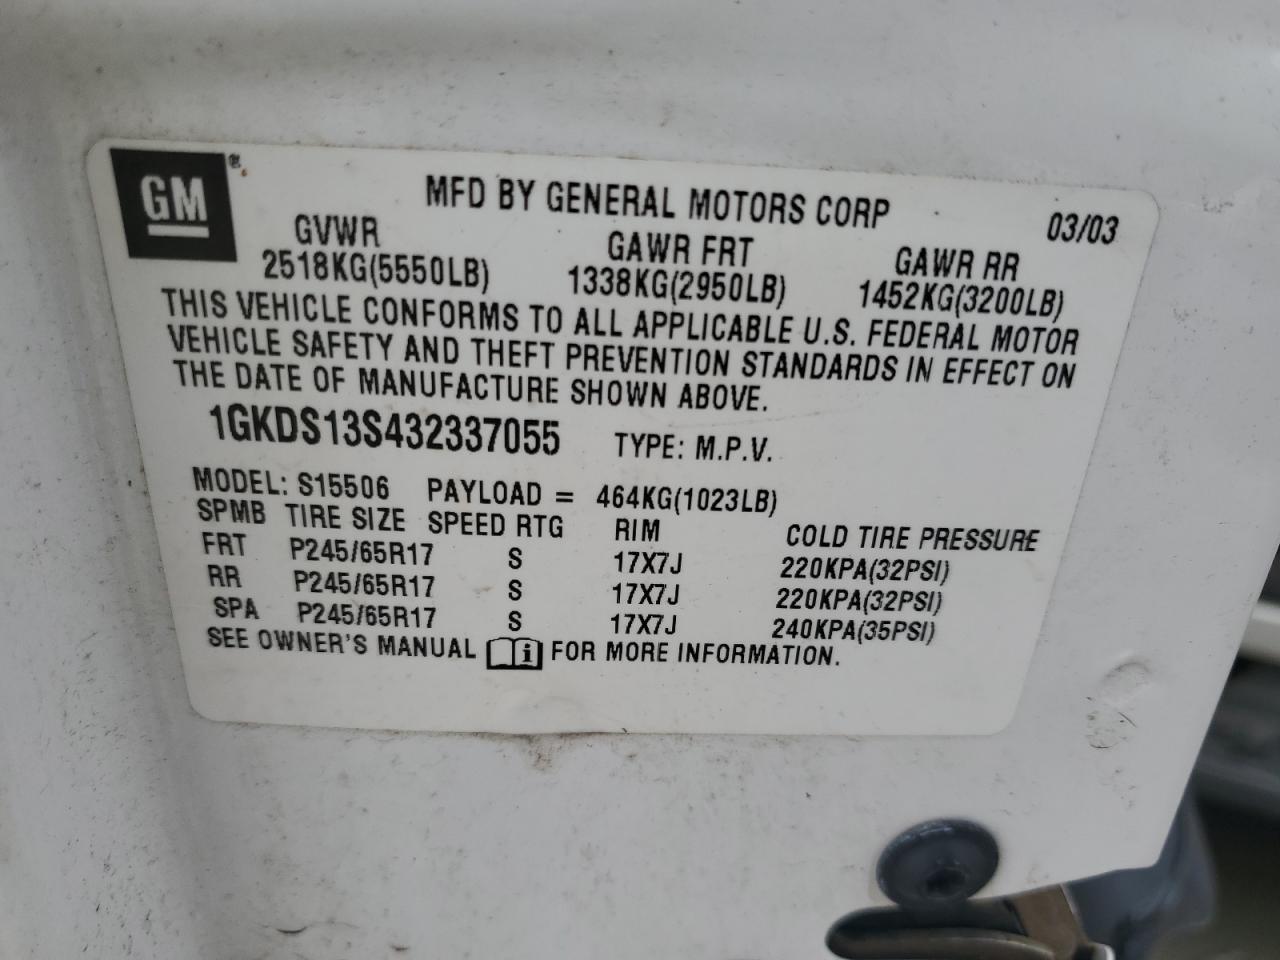 GM®
MFD BY GENERAL MOTORS CORP 03/03
GVWR GAWR FRT GAWR RR
2518KG(5550LB) 1338KG(2950LB) 1452KG(3200LB)
THIS VEHICLE CONFORMS TO ALL APPLICABLE U.S. FEDERAL MOTOR
VEHICLE SAFETY AND THEFT PREVENTION STANDARDS IN EFFECT ON
THE DATE OF MANUFACTURE SHOWN ABOVE.
1GKDS13S432337055 TYPE: M.P.V.
MODEL: S15506 PAYLOAD = 464KG(1023LB)
SPMB TIRE SIZE SPEED RTG RIM COLD TIRE PRESSURE
FRT P245/65R17 S 17X7J 220KPA(32PSI)
RR P245/65R17 S 17X7J 220KPA(32PSI)
SPA P245/65R17 S 17X7J 240KPA(35PSI)
SEE OWNER'S MANUAL i FOR MORE INFORMATION.